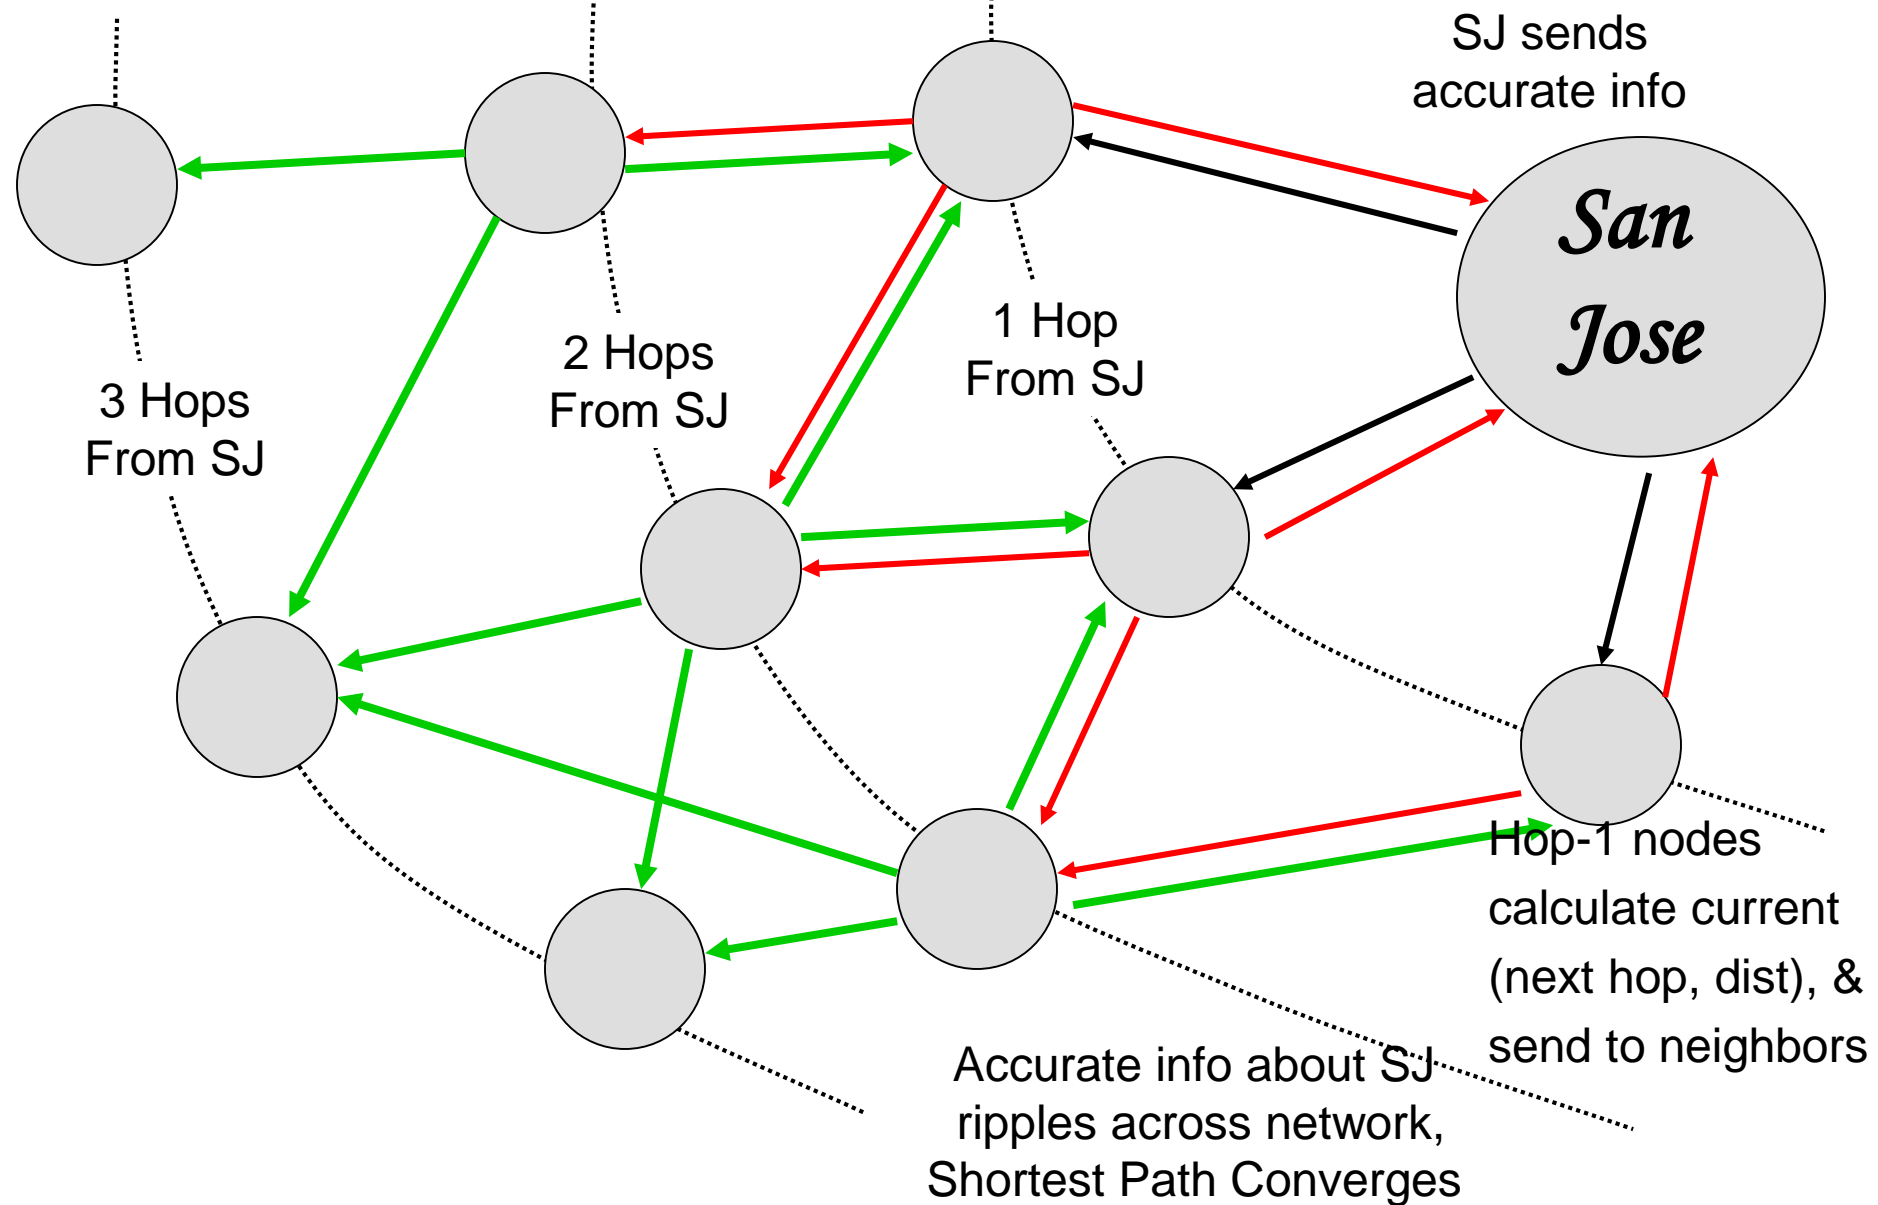 SJ sends
accurate info
San
Jose
1 Hop
From SJ
2 Hops
From SJ
3 Hops
From SJ
Hop-1 nodes
calculate current
(next hop, dist), &
send to neighbors
Accurate info about SJ
ripples across network,
Shortest Path Converges